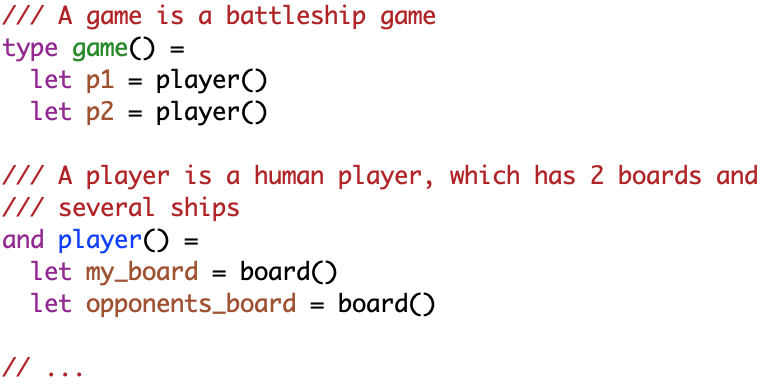 /// A game is a battleship game
type game() =
  let p1 = player()
  let p2 = player()

/// A player is a human player, which has 2 boards and
/// several ships
and player() =
  let my_board = board()
  let opponents_board = board()

// ...